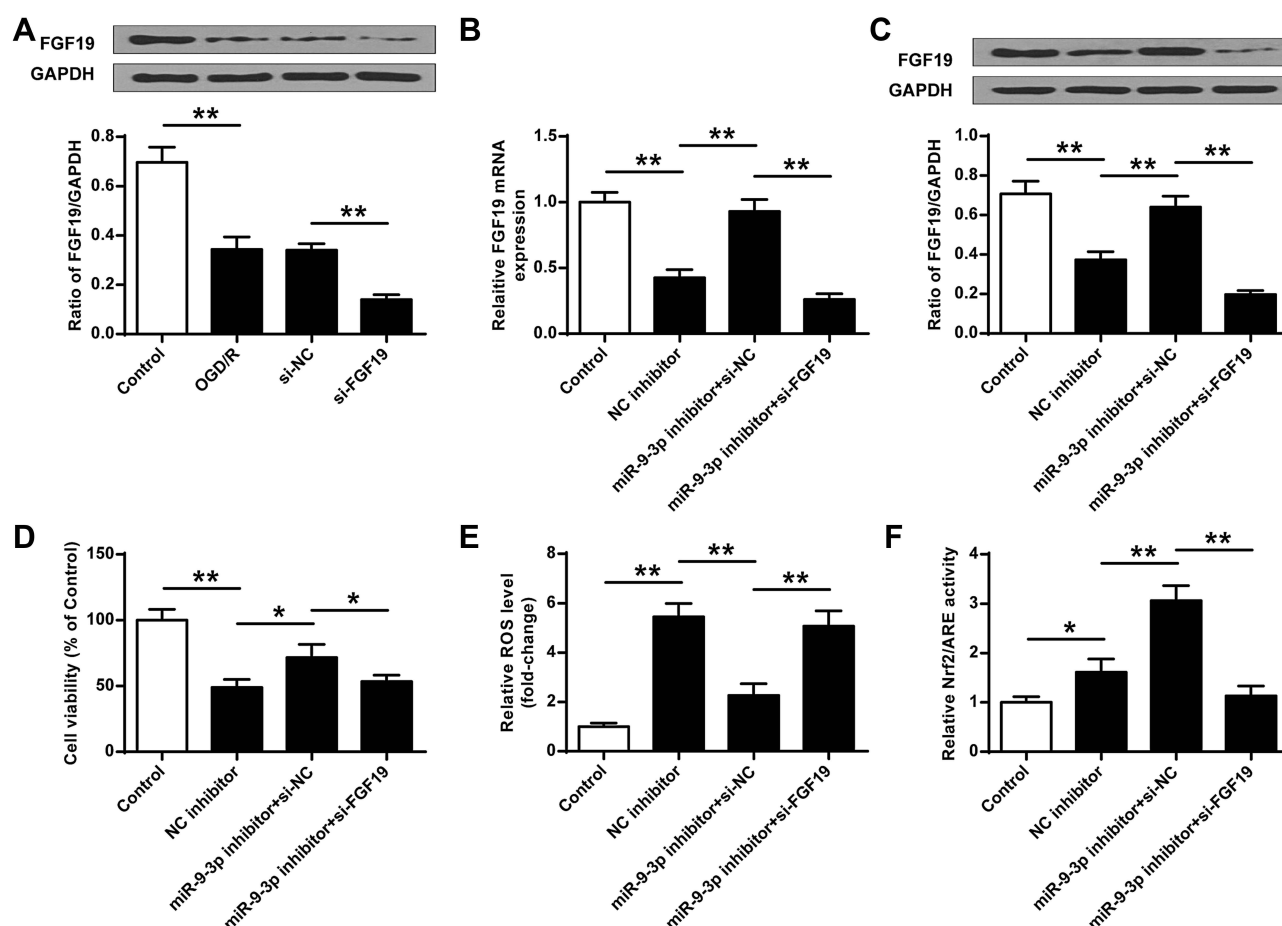 A
FGF19
GAPDH
**
**
Ratio of FGF19/GAPDH
0.8
0.6
0.4
0.2
0.0
Control
OGD/R
si-NC
si-FGF19
B
**
**
**
Relaitive FGF19 mRNA
expression
1.5
1.0
0.5
0.0
Control
NC inhibitor
miR-9-3p inhibitor+si-NC
miR-9-3p inhibitor+si-FGF19
C
FGF19
GAPDH
**
**
**
Ratio of FGF19/GAPDH
1.0
0.8
0.6
0.4
0.2
0.0
Control
NC inhibitor
miR-9-3p inhibitor+si-NC
miR-9-3p inhibitor+si-FGF19
D
**
*
*
Cell viability (% of Control)
150
100
50
0
Control
NC inhibitor
miR-9-3p inhibitor+si-NC
miR-9-3p inhibitor+si-FGF19
E
**
**
**
Relative ROS level
(fold-change)
8
6
4
2
0
Control
NC inhibitor
miR-9-3p inhibitor+si-NC
miR-9-3p inhibitor+si-FGF19
F
*
**
**
Relative Nrf2/ARE activity
4
3
2
1
0
Control
NC inhibitor
miR-9-3p inhibitor+si-NC
miR-9-3p inhibitor+si-FGF19